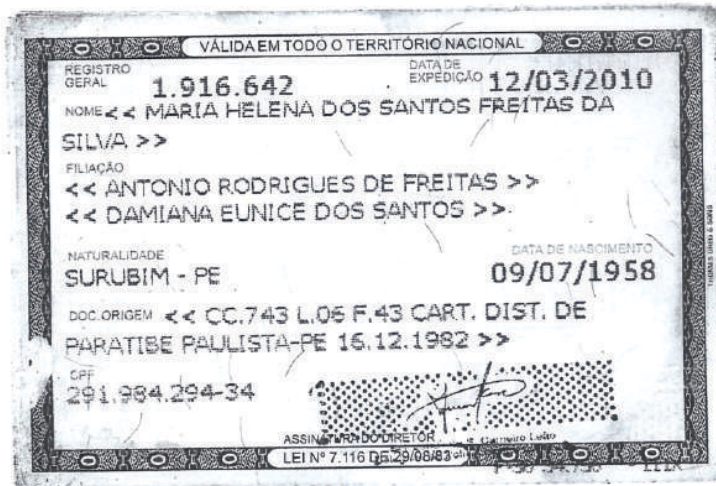 VÁLIDA EM TODO O TERRITÓRIO NACIONAL
REGISTRO GERAL 1.916.642 DATA DE EXPEDIÇÃO 12/03/2010
NOME << MARIA HELENA DOS SANTOS FREITAS DA
SILVA >>
FILIAÇÃO
<< ANTONIO RODRIGUES DE FREITAS >>
<< DAMIANA EUNICE DOS SANTOS >>
NATURALIDADE DATA DE NASCIMENTO
SURUBIM - PE 09/07/1958
DOC.ORIGEM << CC.743 L.06 F.43 CART. DIST. DE
PARATIBE PAULISTA-PE 16.12.1982 >>
CPF
291.984.294-34
ASSINATURA DO DIRETOR Carneiro Leão
LEI Nº 7.116 DE 29/08/83